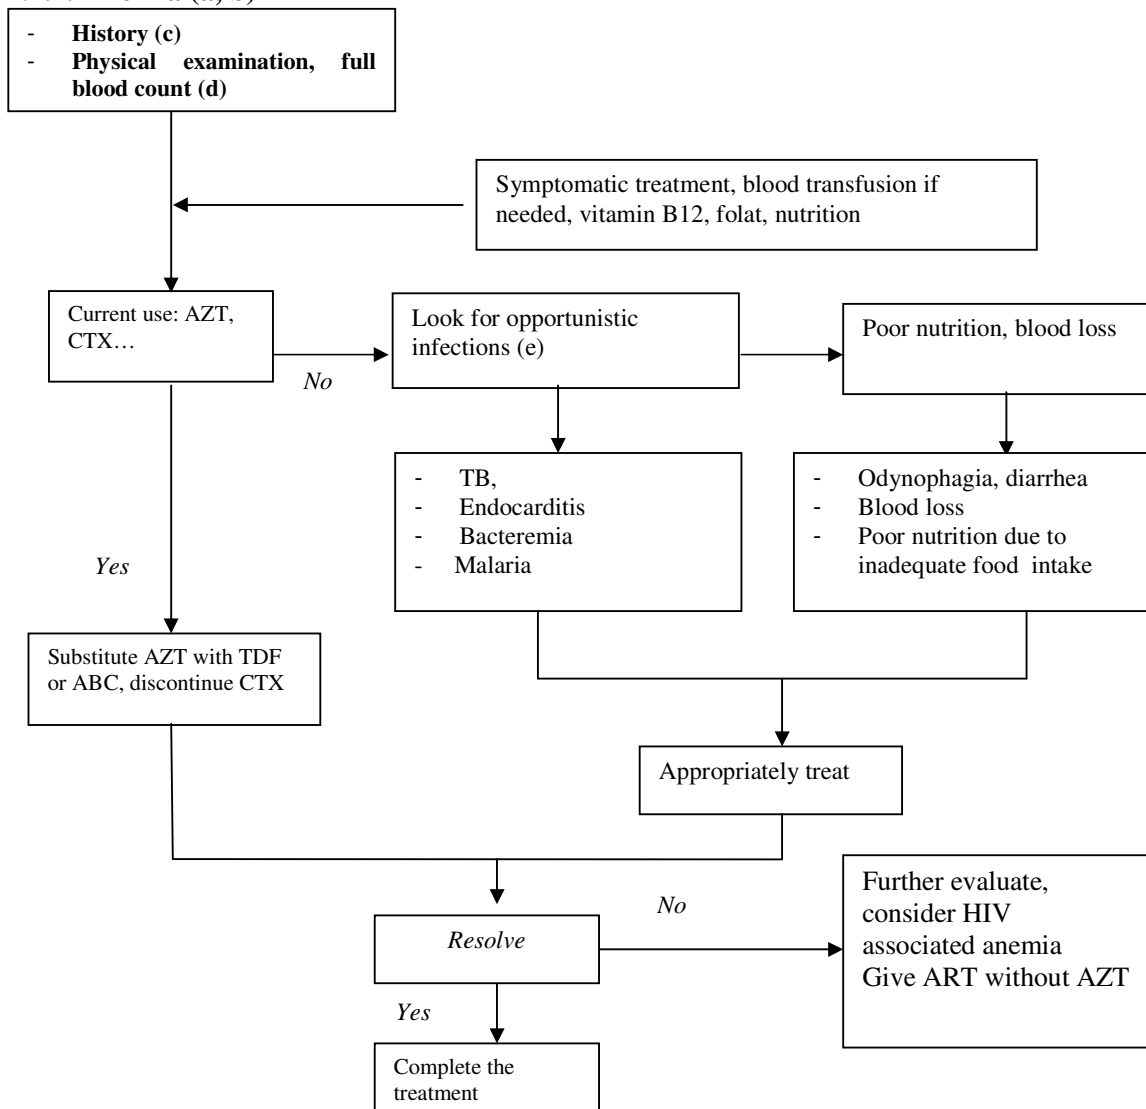 - History (c)
- Physical examination, full
blood count (d)
Symptomatic treatment, blood transfusion if
needed, vitamin B12, folat, nutrition
Current use: AZT,
CTX…
No
Look for opportunistic
infections (e)
Poor nutrition, blood loss
- TB,
- Endocarditis
- Bacteremia
- Malaria
- Odynophagia, diarrhea
- Blood loss
- Poor nutrition due to
inadequate food intake
Yes
Substitute AZT with TDF
or ABC, discontinue CTX
Appropriately treat
Resolve
No
Further evaluate,
consider HIV
associated anemia
Give ART without AZT
Yes
Complete the
treatment